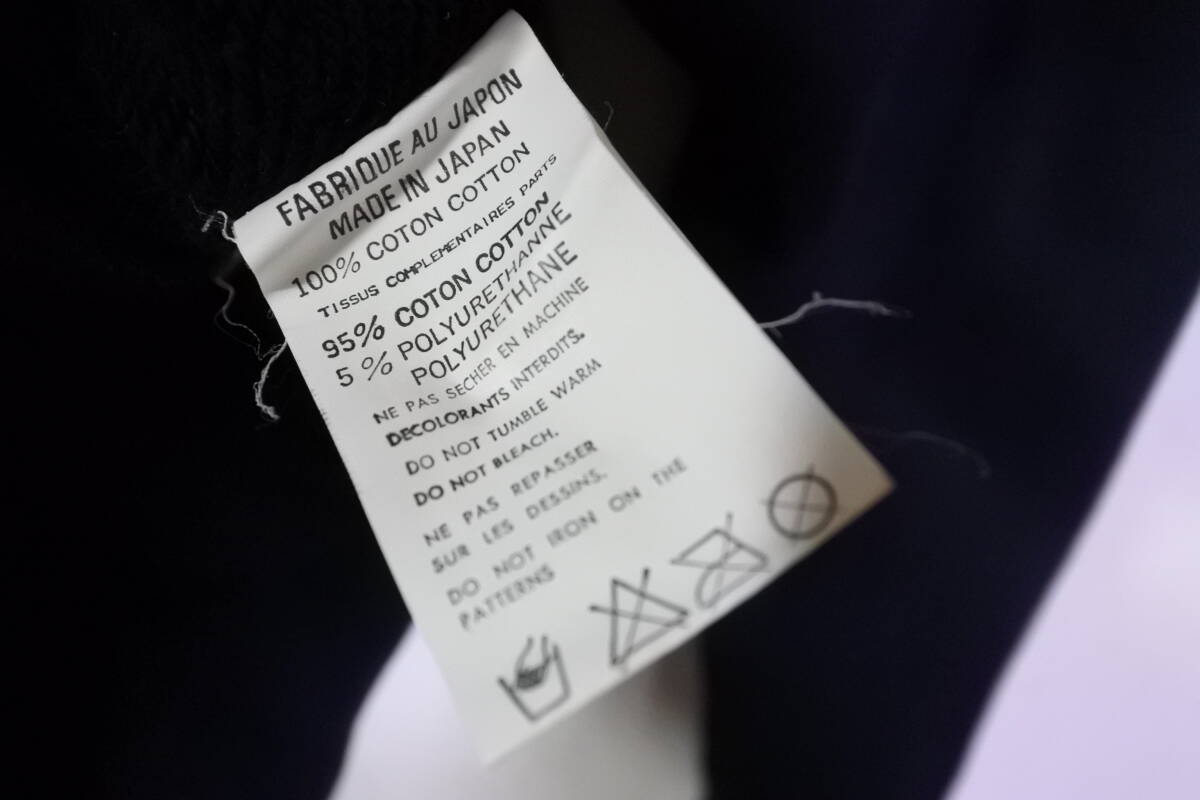 FABRIQUE AU JAPON
MADE IN JAPAN
100% COTON COTTON
TISSUS COMPLEMENTAIRES PARTS
95% COTON COTTON
5 % POLYURETHANNE
POLYURETHANE
NE PAS SECHER EN MACHINE
DECOLORANTS INTERDITS.
DO NOT TUMBLE WARM
DO NOT BLEACH.
NE PAS REPASSER
SUR LES DESSINS.
DO NOT IRON ON THE
PATTERNS